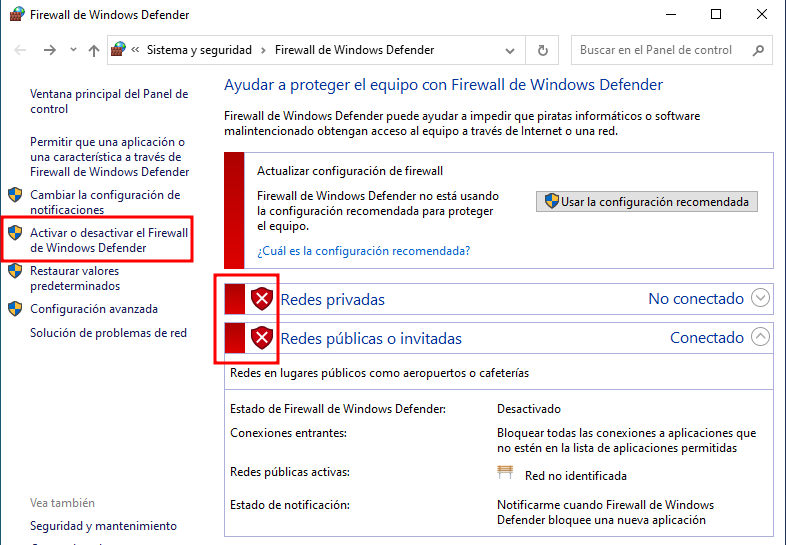 Firewall de Windows Defender
Sistema y seguridad
Firewall de Windows Defender
Buscar en el Panel de control
Ventana principal del Panel de
control
Permitir que una aplicación o
una característica a través de
Firewall de Windows Defender
Cambiar la configuración de
notificaciones
Activar o desactivar el Firewall
de Windows Defender
Restaurar valores
predeterminados
Configuración avanzada
Solución de problemas de red
Vea también
Seguridad y mantenimiento
Ayudar a proteger el equipo con Firewall de Windows Defender
Firewall de Windows Defender puede ayudar a impedir que piratas informáticos o software
malintencionado obtengan acceso al equipo a través de Internet o una red.
Actualizar configuración de firewall
Firewall de Windows Defender no está usando
la configuración recomendada para proteger
el equipo.
Usar la configuración recomendada
¿Cuál es la configuración recomendada?
Redes privadas No conectado
Redes públicas o invitadas Conectado
Redes en lugares públicos como aeropuertos o cafeterías
Estado de Firewall de Windows Defender: Desactivado
Conexiones entrantes: Bloquear todas las conexiones a aplicaciones que
no estén en la lista de aplicaciones permitidas
Redes públicas activas: Red no identificada
Estado de notificación: Notificarme cuando Firewall de Windows
Defender bloquee una nueva aplicación